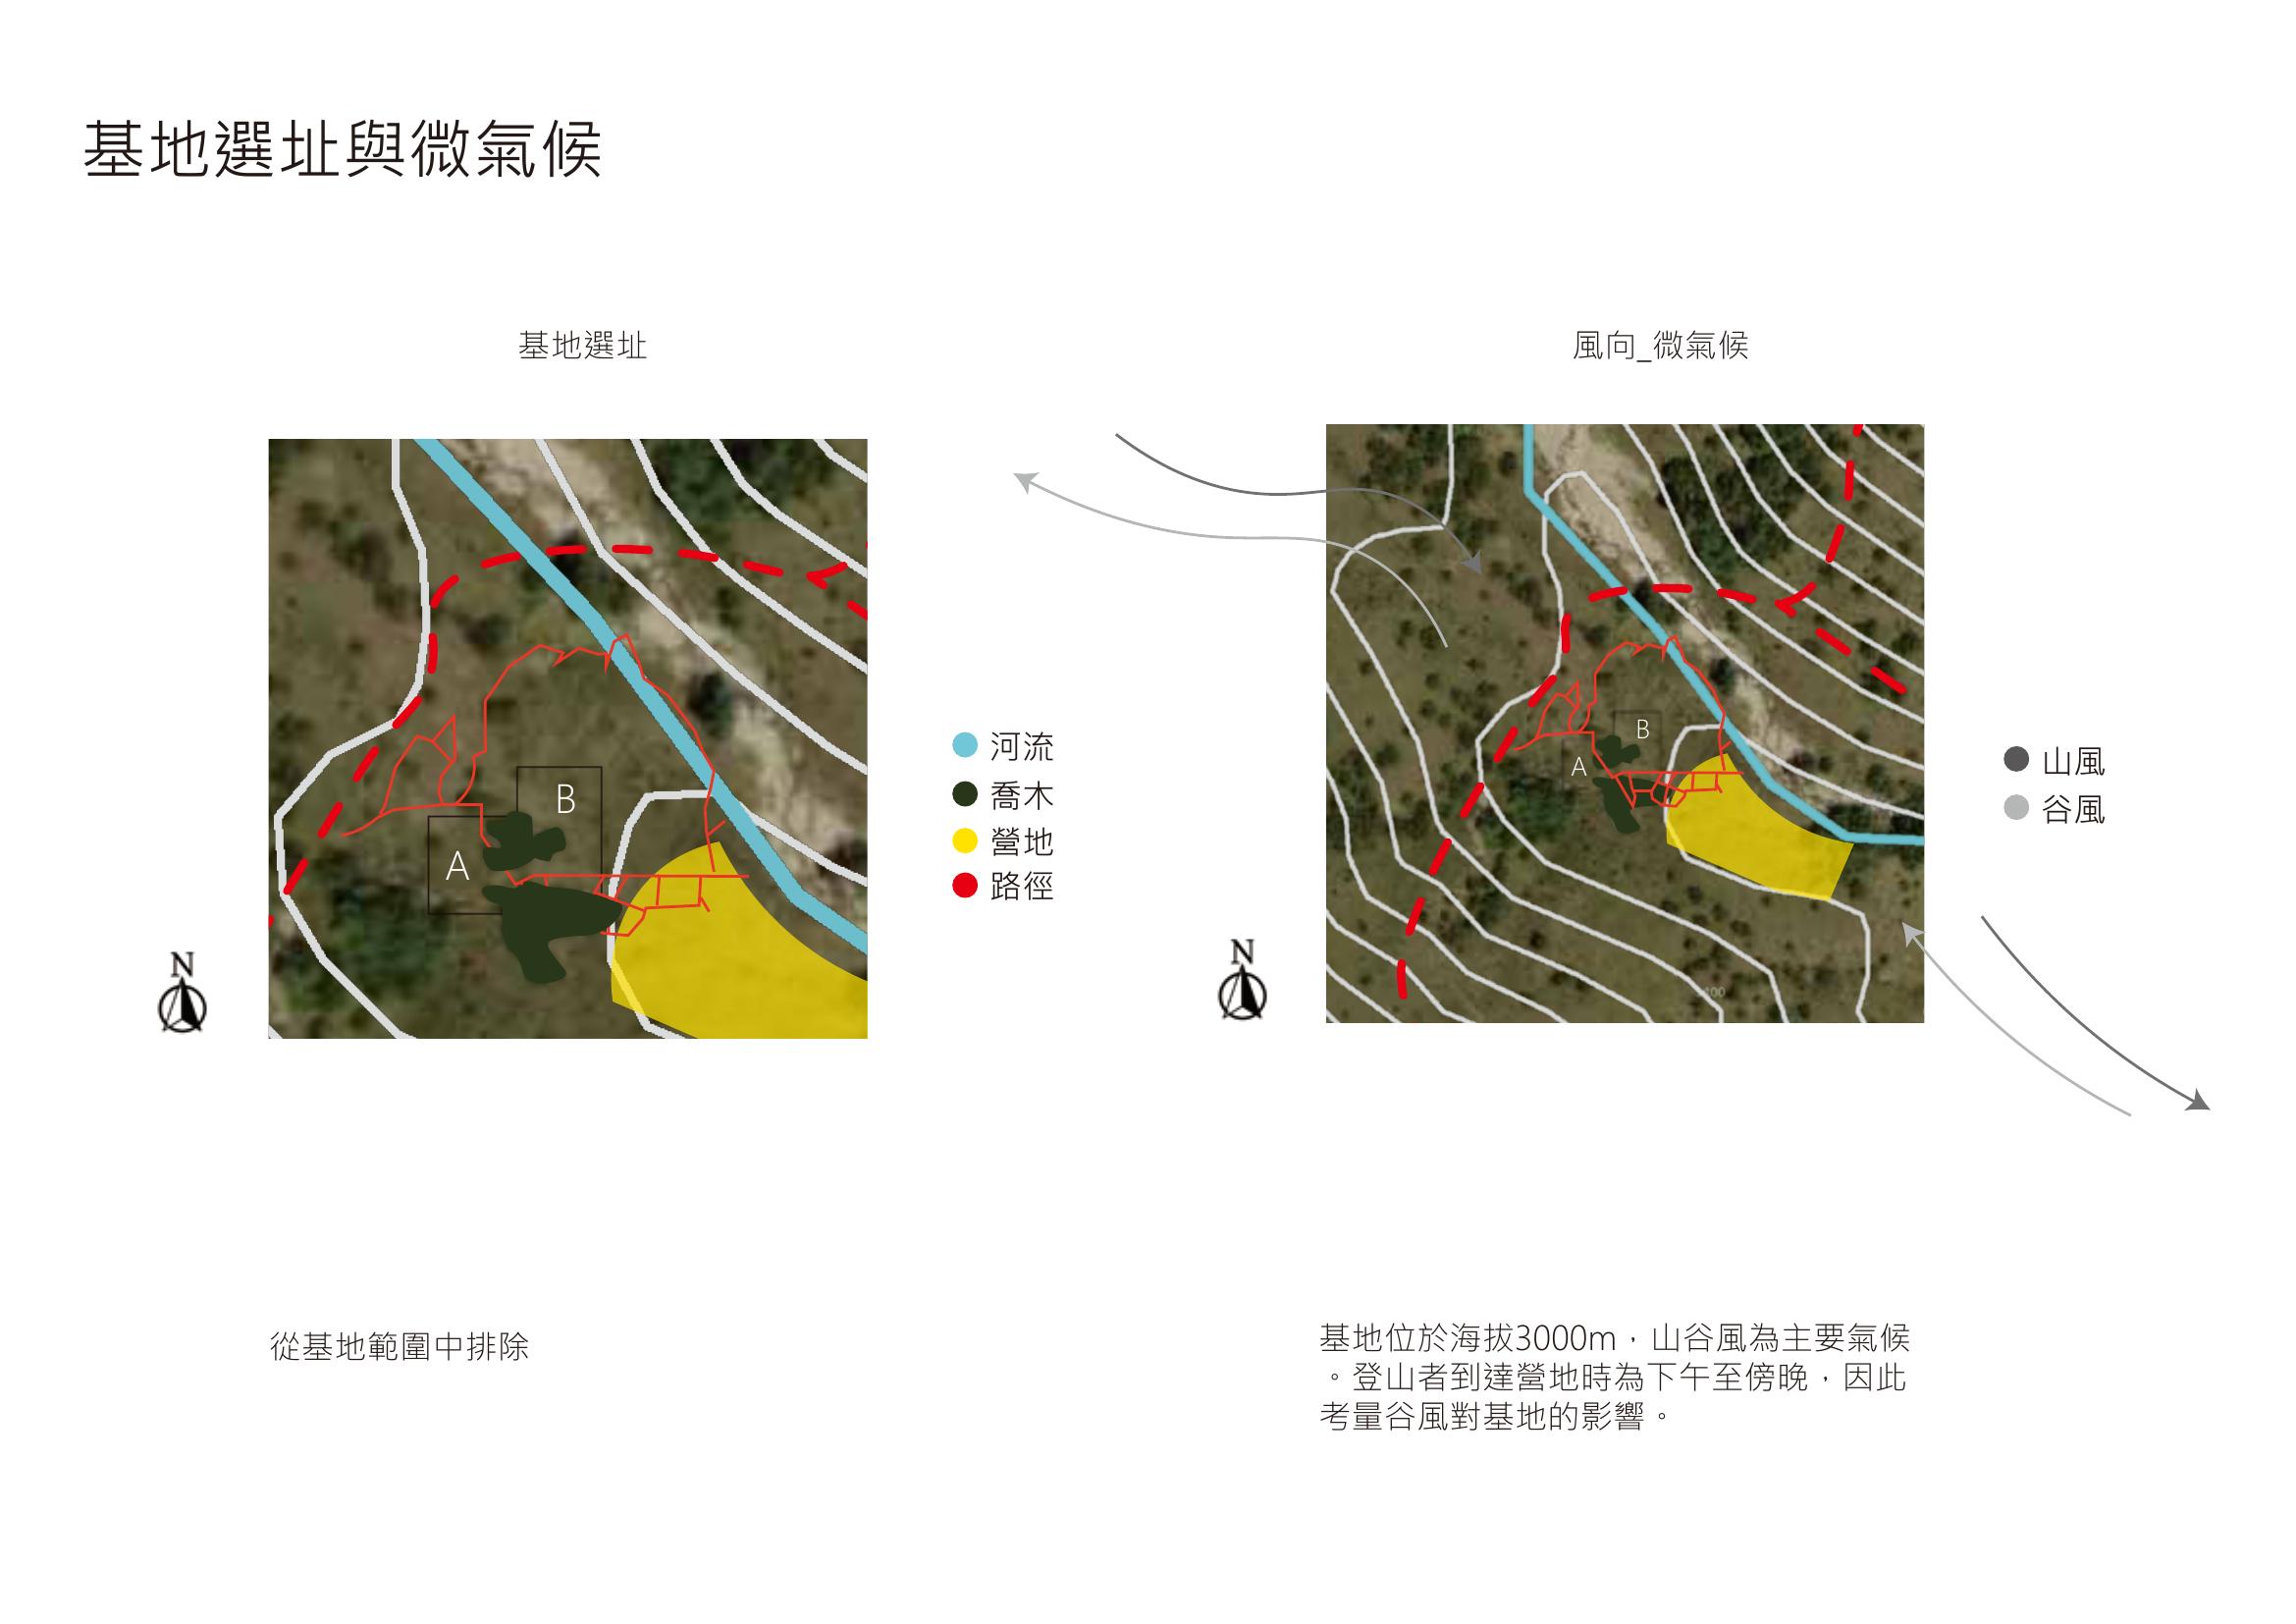 基地選址與微氣候
基地選址
B
A
N
河流
喬木
營地
路徑
從基地範圍中排除
風向_微氣候
B
A
N
山風
谷風
基地位於海拔3000m，山谷風為主要氣候
。登山者到達營地時為下午至傍晚，因此
考量谷風對基地的影響。